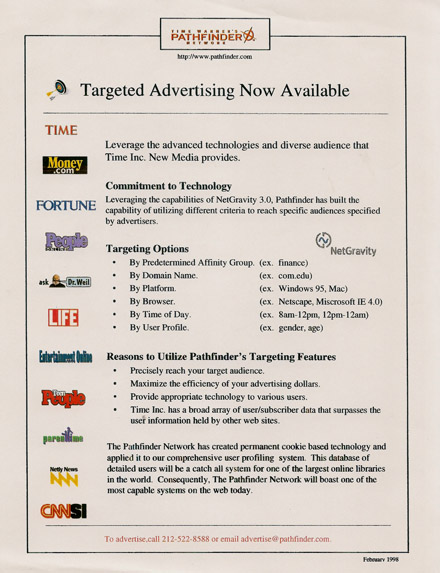 TIME WARNER'S
PATHFINDER
NETWORK
http://www.pathfinder.com
Targeted Advertising Now Available
TIME
Leverage the advanced technologies and diverse audience that
Time Inc. New Media provides.
Money
.com
Commitment to Technology
Leveraging the capabilities of NetGravity 3.0, Pathfinder has built the
capability of utilizing different criteria to reach specific audiences specified
by advertisers.
FORTUNE
People
NetGravity
Targeting Options
• By Predetermined Affinity Group. (ex. finance)
• By Domain Name. (ex. com.edu)
• By Platform. (ex. Windows 95, Mac)
• By Browser. (ex. Netscape, Miscrosoft IE 4.0)
• By Time of Day. (ex. 8am-12pm, 12pm-12am)
• By User Profile. (ex. gender, age)
ask Dr. Weil
LIFE
Entertainment Online
Reasons to Utilize Pathfinder's Targeting Features
• Precisely reach your target audience.
• Maximize the efficiency of your advertising dollars.
• Provide appropriate technology to various users.
• Time Inc. has a broad array of user/subscriber data that surpasses the
user information held by other web sites.
Teen
People
parenttime
The Pathfinder Network has created permanent cookie based technology and
applied it to our comprehensive user profiling system. This database of
detailed users will be a catch all system for one of the largest online libraries
in the world. Consequently, The Pathfinder Network will boast one of the
most capable systems on the web today.
Netly News
CNNSI
To advertise,call 212-522-8588 or email advertise@pathfinder.com.
February 1998